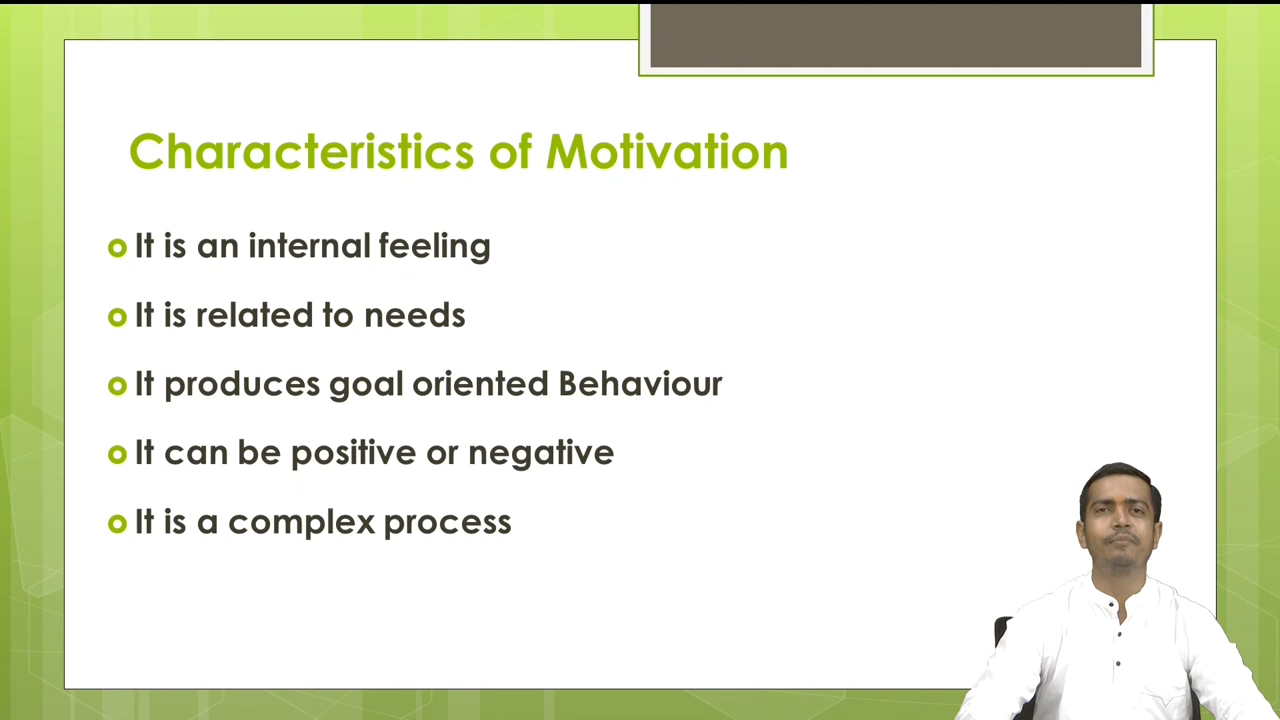 Characteristics of Motivation
It is an internal feeling
It is related to needs
It produces goal oriented Behaviour
It can be positive or negative
It is a complex process